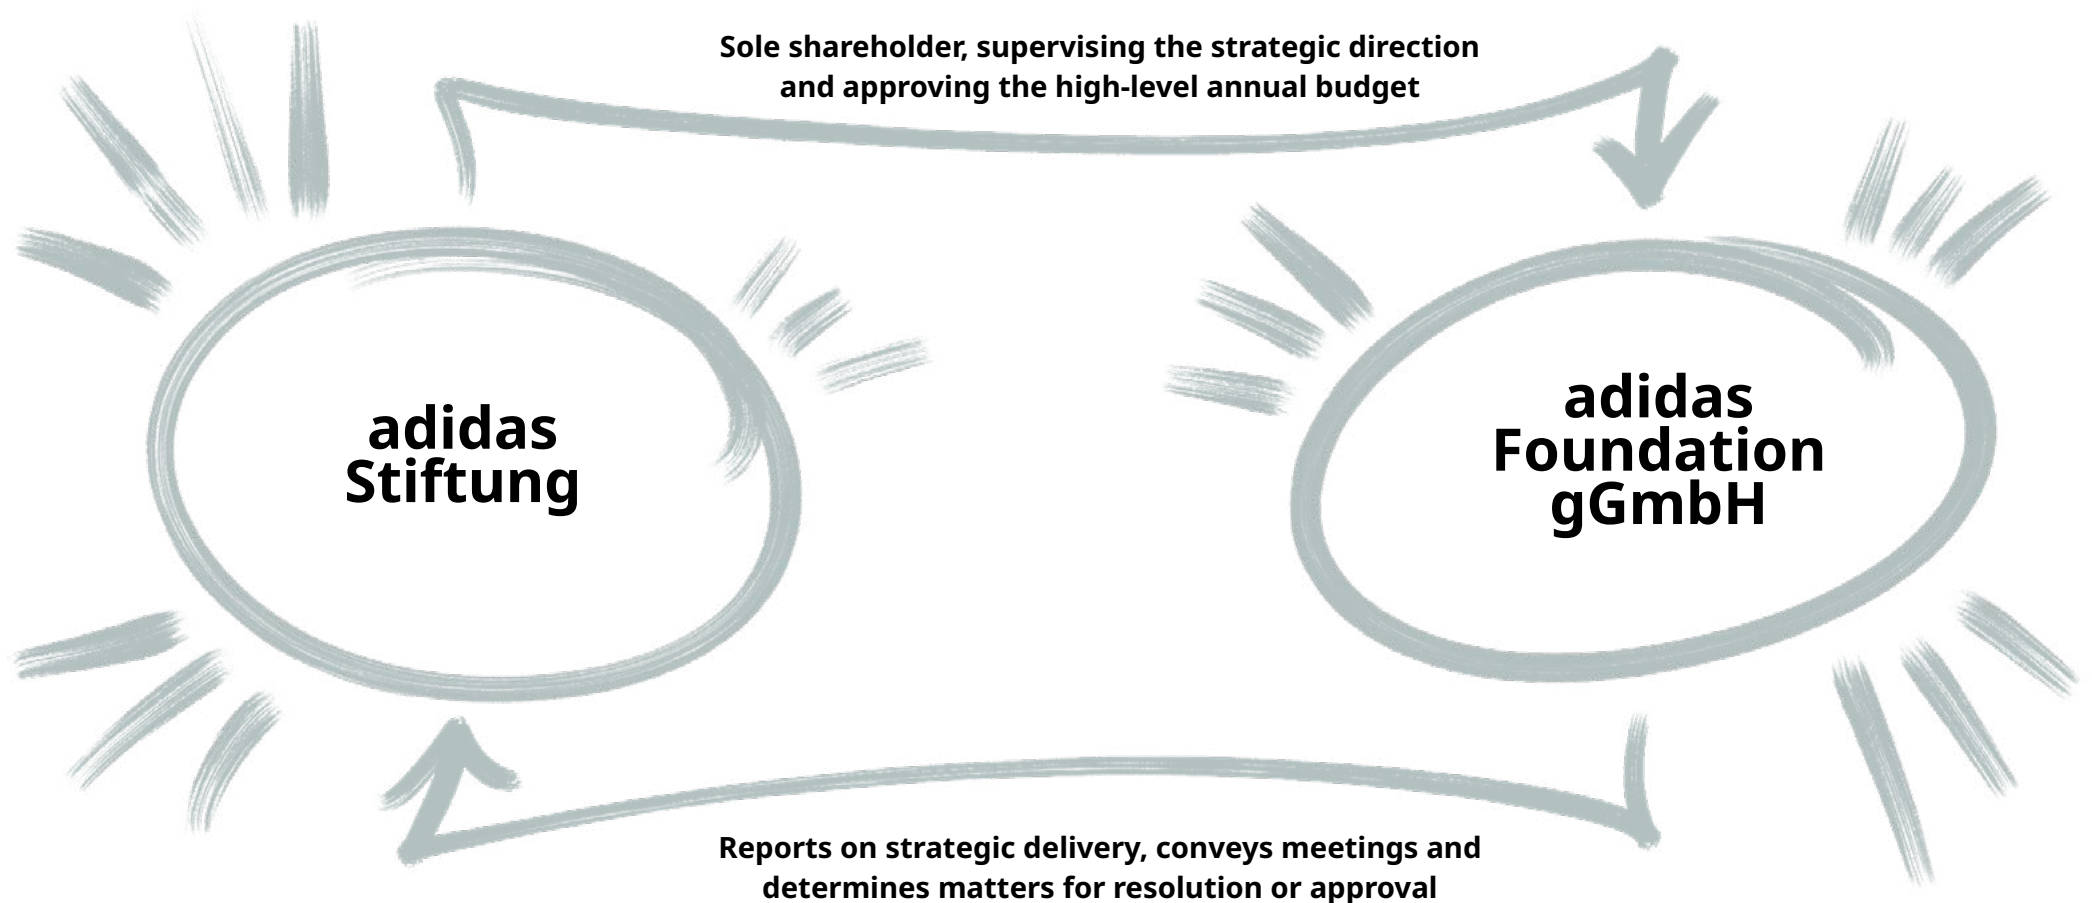 Sole shareholder, supervising the strategic direction
and approving the high-level annual budget
adidas
Stiftung
adidas
Foundation
gGmbH
Reports on strategic delivery, conveys meetings and
determines matters for resolution or approval